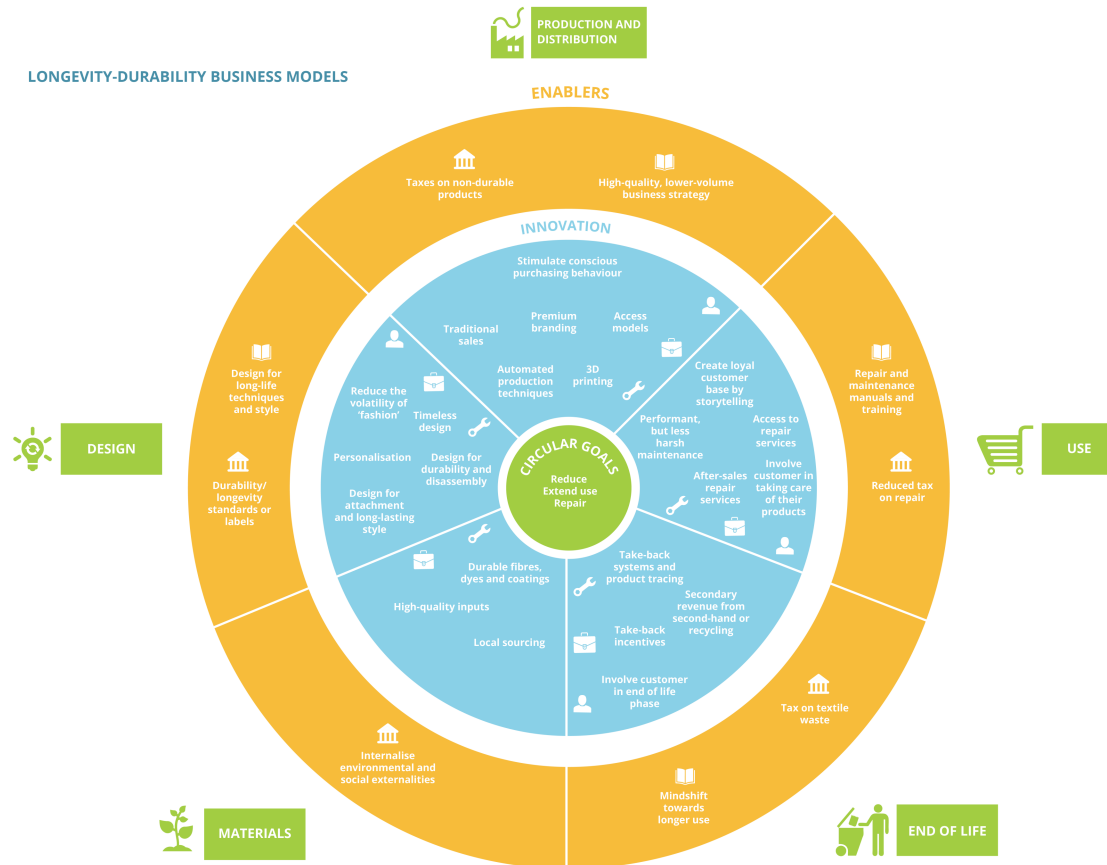 PRODUCTION AND
DISTRIBUTION
LONGEVITY-DURABILITY BUSINESS MODELS
ENABLERS
Taxes on non-durable
products
High-quality, lower-volume
business strategy
INNOVATION
Stimulate conscious
purchasing behaviour
Traditional
sales
Premium
branding
Access
models
Automated
production
techniques
3D
printing
Design for
long-life
techniques
and style
Durability/
longevity
standards or
labels
DESIGN
Reduce the
volatility of
‘fashion’
Timeless
design
Personalisation
Design for
durability and
disassembly
Design for
attachment
and long-lasting
style
CIRCULAR GOALS
Reduce
Extend use
Repair
Create loyal
customer
base by
storytelling
Performant,
but less
harsh
maintenance
Access to
repair
services
After-sales
repair
services
Involve
customer in
taking care
of their
products
Repair and
maintenance
manuals and
training
Reduced tax
on repair
USE
Durable fibres,
dyes and coatings
High-quality inputs
Local sourcing
Take-back
systems and
product tracing
Secondary
revenue from
second-hand or
recycling
Take-back
incentives
Involve customer
in end of life
phase
Internalise
environmental and
social externalities
Tax on textile
waste
Mindshift
towards
longer use
MATERIALS
END OF LIFE